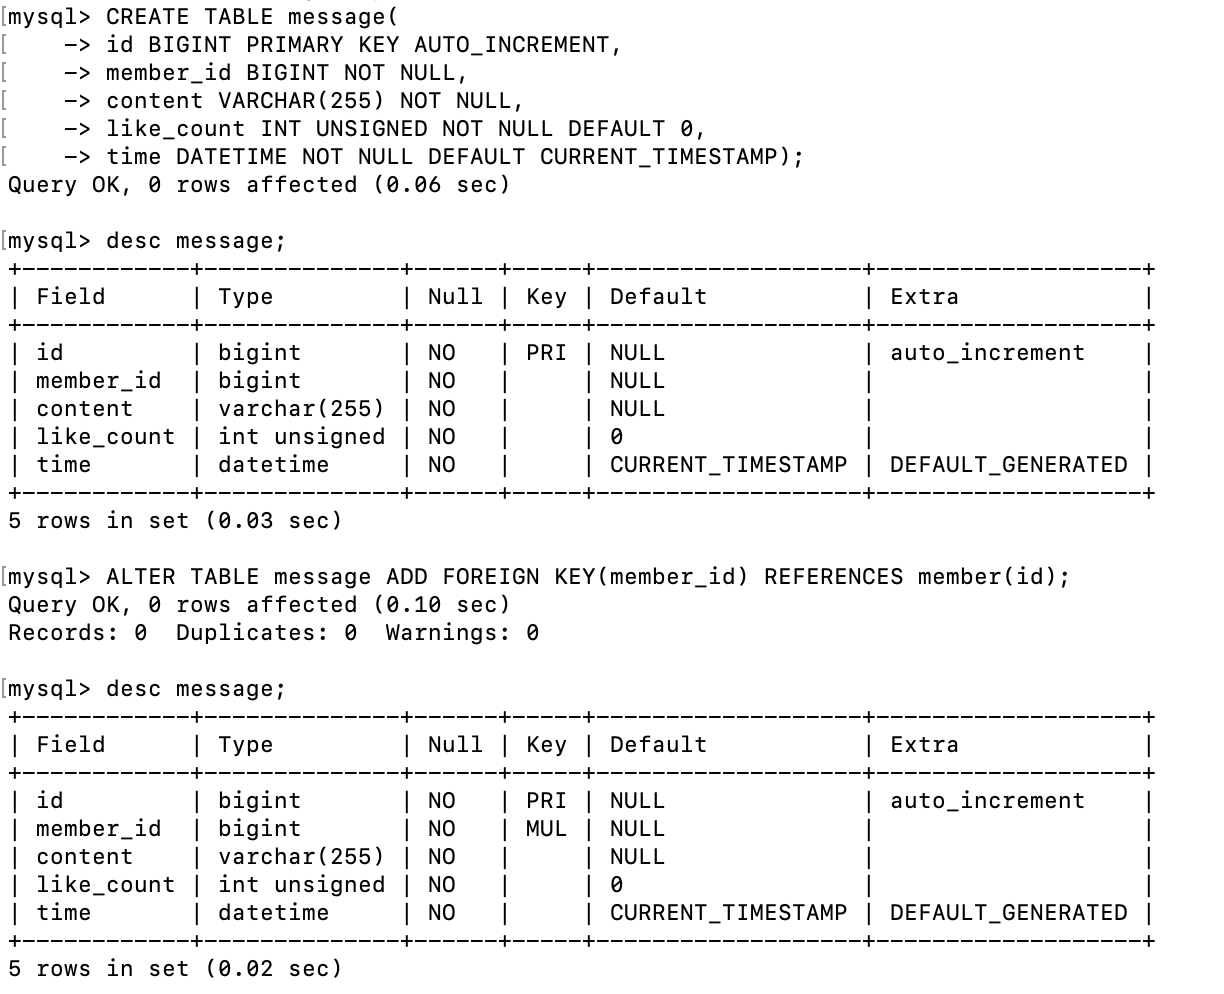 [mysql> CREATE TABLE message(
[    -> id BIGINT PRIMARY KEY AUTO_INCREMENT,
[    -> member_id BIGINT NOT NULL,
[    -> content VARCHAR(255) NOT NULL,
[    -> like_count INT UNSIGNED NOT NULL DEFAULT 0,
[    -> time DATETIME NOT NULL DEFAULT CURRENT_TIMESTAMP);
Query OK, 0 rows affected (0.06 sec)

[mysql> desc message;
+------------+--------------+------+-----+-------------------+-------------------+
| Field      | Type         | Null | Key | Default           | Extra             |
+------------+--------------+------+-----+-------------------+-------------------+
| id         | bigint       | NO   | PRI | NULL              | auto_increment    |
| member_id  | bigint       | NO   |     | NULL              |                   |
| content    | varchar(255) | NO   |     | NULL              |                   |
| like_count | int unsigned | NO   |     | 0                 |                   |
| time       | datetime     | NO   |     | CURRENT_TIMESTAMP | DEFAULT_GENERATED |
+------------+--------------+------+-----+-------------------+-------------------+
5 rows in set (0.03 sec)

[mysql> ALTER TABLE message ADD FOREIGN KEY(member_id) REFERENCES member(id);
Query OK, 0 rows affected (0.10 sec)
Records: 0  Duplicates: 0  Warnings: 0

[mysql> desc message;
+------------+--------------+------+-----+-------------------+-------------------+
| Field      | Type         | Null | Key | Default           | Extra             |
+------------+--------------+------+-----+-------------------+-------------------+
| id         | bigint       | NO   | PRI | NULL              | auto_increment    |
| member_id  | bigint       | NO   | MUL | NULL              |                   |
| content    | varchar(255) | NO   |     | NULL              |                   |
| like_count | int unsigned | NO   |     | 0                 |                   |
| time       | datetime     | NO   |     | CURRENT_TIMESTAMP | DEFAULT_GENERATED |
+------------+--------------+------+-----+-------------------+-------------------+
5 rows in set (0.02 sec)